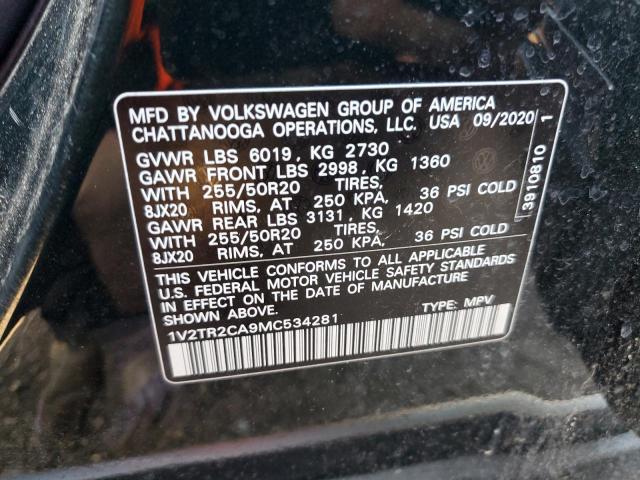 MFD BY VOLKSWAGEN GROUP OF AMERICA
CHATTANOOGA OPERATIONS, LLC. USA 09/2020
GVWR LBS 6019, KG 2730
GAWR FRONT LBS 2998, KG 1360
WITH 255/50R20 TIRES,
8JX20 RIMS, AT 250 KPA, 36 PSI COLD
GAWR REAR LBS 3131, KG 1420
WITH 255/50R20 TIRES,
8JX20 RIMS, AT 250 KPA, 36 PSI COLD
THIS VEHICLE CONFORMS TO ALL APPLICABLE
U.S. FEDERAL MOTOR VEHICLE SAFETY STANDARDS
IN EFFECT ON THE DATE OF MANUFACTURE
SHOWN ABOVE.
1V2TR2CA9MC534281 TYPE: MPV
3910810 1